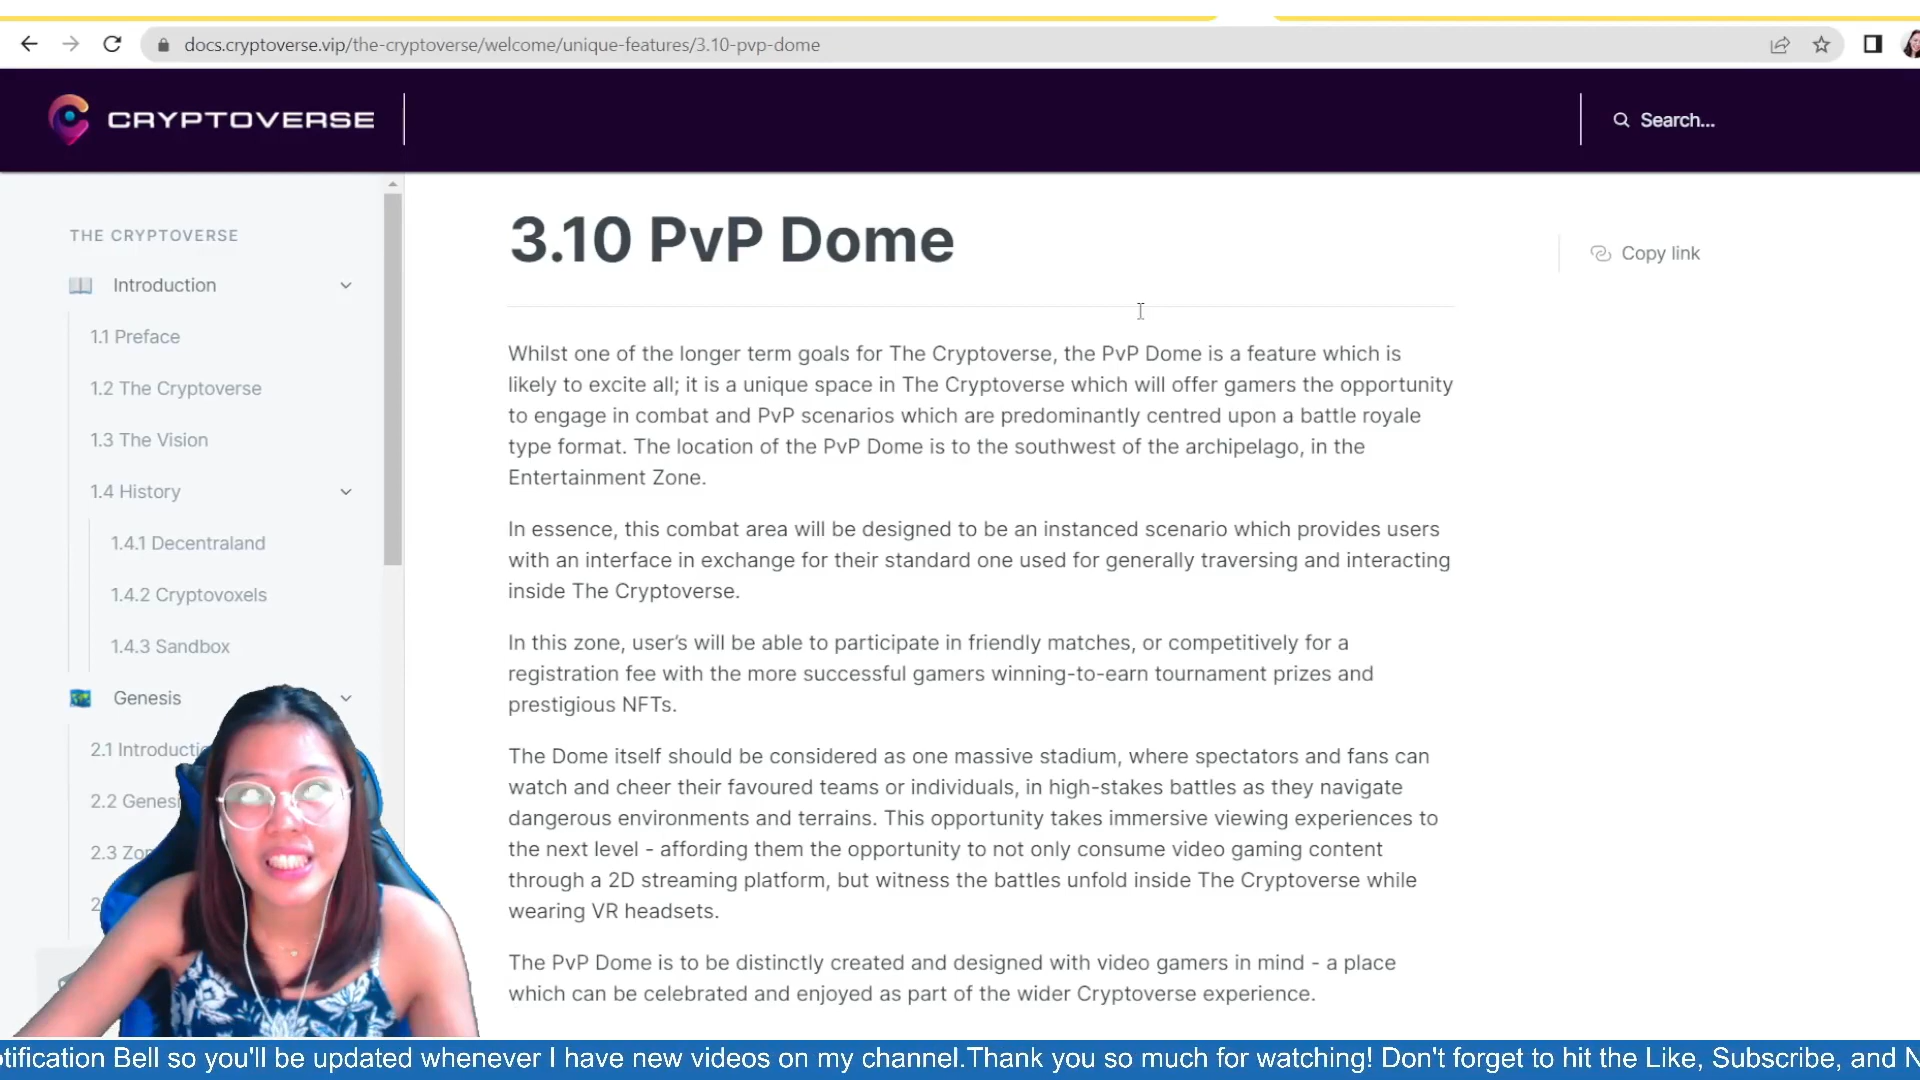 docs.cryptoverse.vip/the-cryptoverse/welcome/unique-features/3.10-pvp-dome
CRYPTOVERSE
Search...
THE CRYPTOVERSE
Introduction
1.1 Preface
1.2 The Cryptoverse
1.3 The Vision
1.4 History
1.4.1 Decentraland
1.4.2 Cryptovoxels
1.4.3 Sandbox
Genesis
2.1
2.2
2.3
3.10 PvP Dome
Copy link
Whilst one of the longer term goals for The Cryptoverse, the PvP Dome is a feature which is
likely to excite all; it is a unique space in The Cryptoverse which will offer gamers the opportunity
to engage in combat and PvP scenarios which are predominantly centred upon a battle royale
type format. The location of the PvP Dome is to the southwest of the archipelago, in the
Entertainment Zone.
In essence, this combat area will be designed to be an instanced scenario which provides users
with an interface in exchange for their standard one used for generally traversing and interacting
inside The Cryptoverse.
In this zone, user's will be able to participate in friendly matches, or competitively for a
registration fee with the more successful gamers winning-to-earn tournament prizes and
prestigious NFTs.
The Dome itself should be considered as one massive stadium, where spectators and fans can
watch and cheer their favoured teams or individuals, in high-stakes battles as they navigate
dangerous environments and terrains. This opportunity takes immersive viewing experiences to
the next level - affording them the opportunity to not only consume video gaming content
through a 2D streaming platform, but witness the battles unfold inside The Cryptoverse while
wearing VR headsets.
The PvP Dome is to be distinctly created and designed with video gamers in mind - a place
which can be celebrated and enjoyed as part of the wider Cryptoverse experience.
otification Bell so you'll be updated whenever I have new videos on my channel.Thank you so much for watching! Don't forget to hit the Like, Subscribe, and N